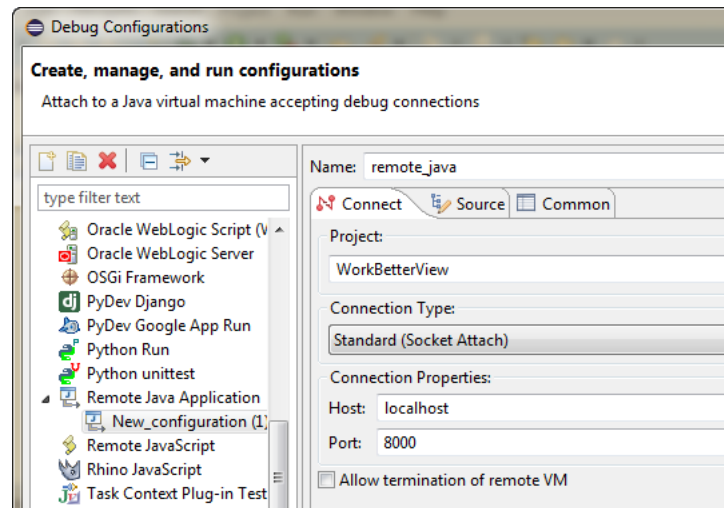 Debug Configurations
Create, manage, and run configurations
Attach to a Java virtual machine accepting debug connections
type filter text
Oracle WebLogic Script (V
Oracle WebLogic Server
OSGi Framework
dj PyDev Django
PyDev Google App Run
Python Run
Python unittest
Remote Java Application
New_configuration (1)
Remote JavaScript
Rhino JavaScript
Task Context Plug-in Test
Name: remote_java
Connect Source Common
Project:
WorkBetterView
Connection Type:
Standard (Socket Attach)
Connection Properties:
Host: localhost
Port: 8000
Allow termination of remote VM